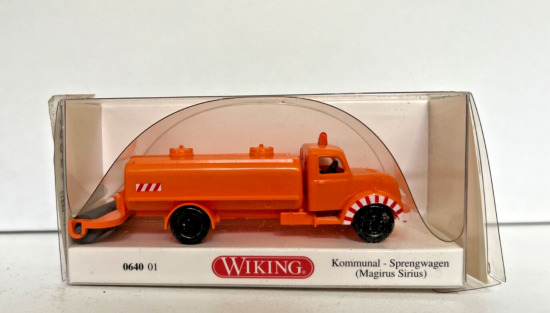 0640 01
WIKING®
Kommunal - Sprengwagen
(Magirus Sirius)